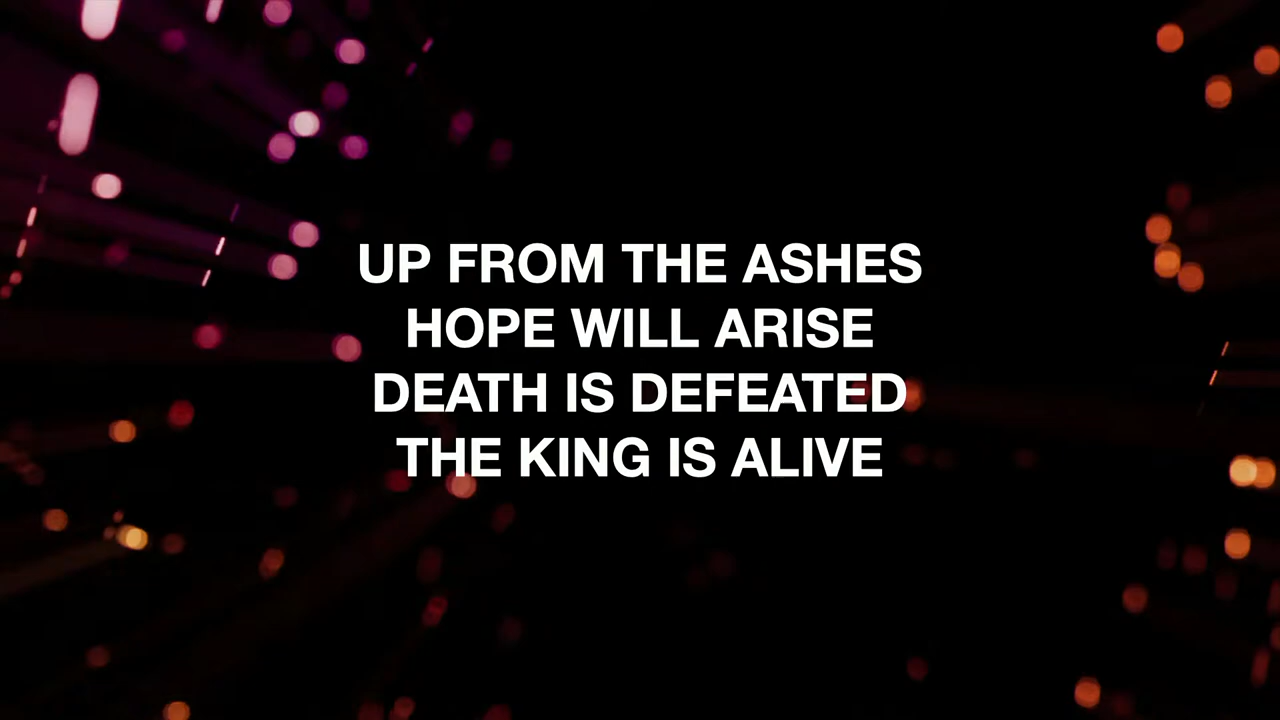 UP FROM THE ASHES
HOPE WILL ARISE
DEATH IS DEFEATED
THE KING IS ALIVE